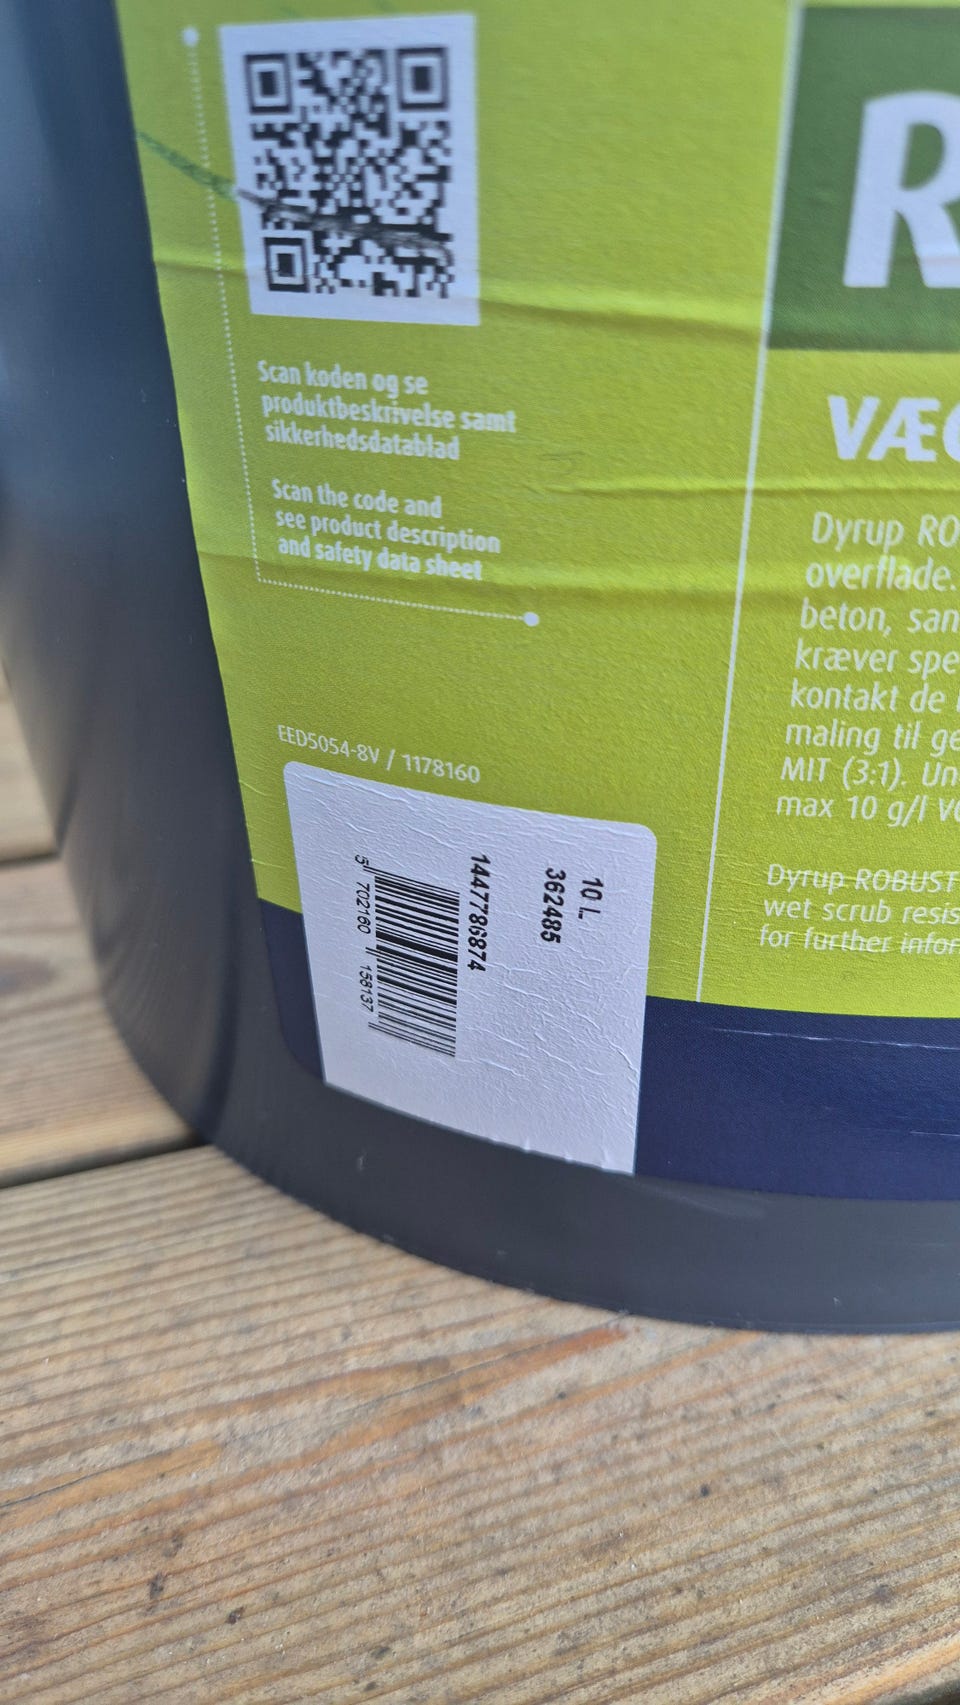 Scan koden og se
produktbeskrivelse samt
sikkerhedsdatablad
Scan the code and
see product description
and safety data sheet
EED5054-8V / 1178160
10 L.
362485
1447786874
5 702160 158137
R
VÆ
Dyrup RO
overflade.
beton, san
kræver spe
kontakt de
maling til ge
MIT (3:1). Un
max 10 g/l V
Dyrup ROBUST
wet scrub resis
for further infor